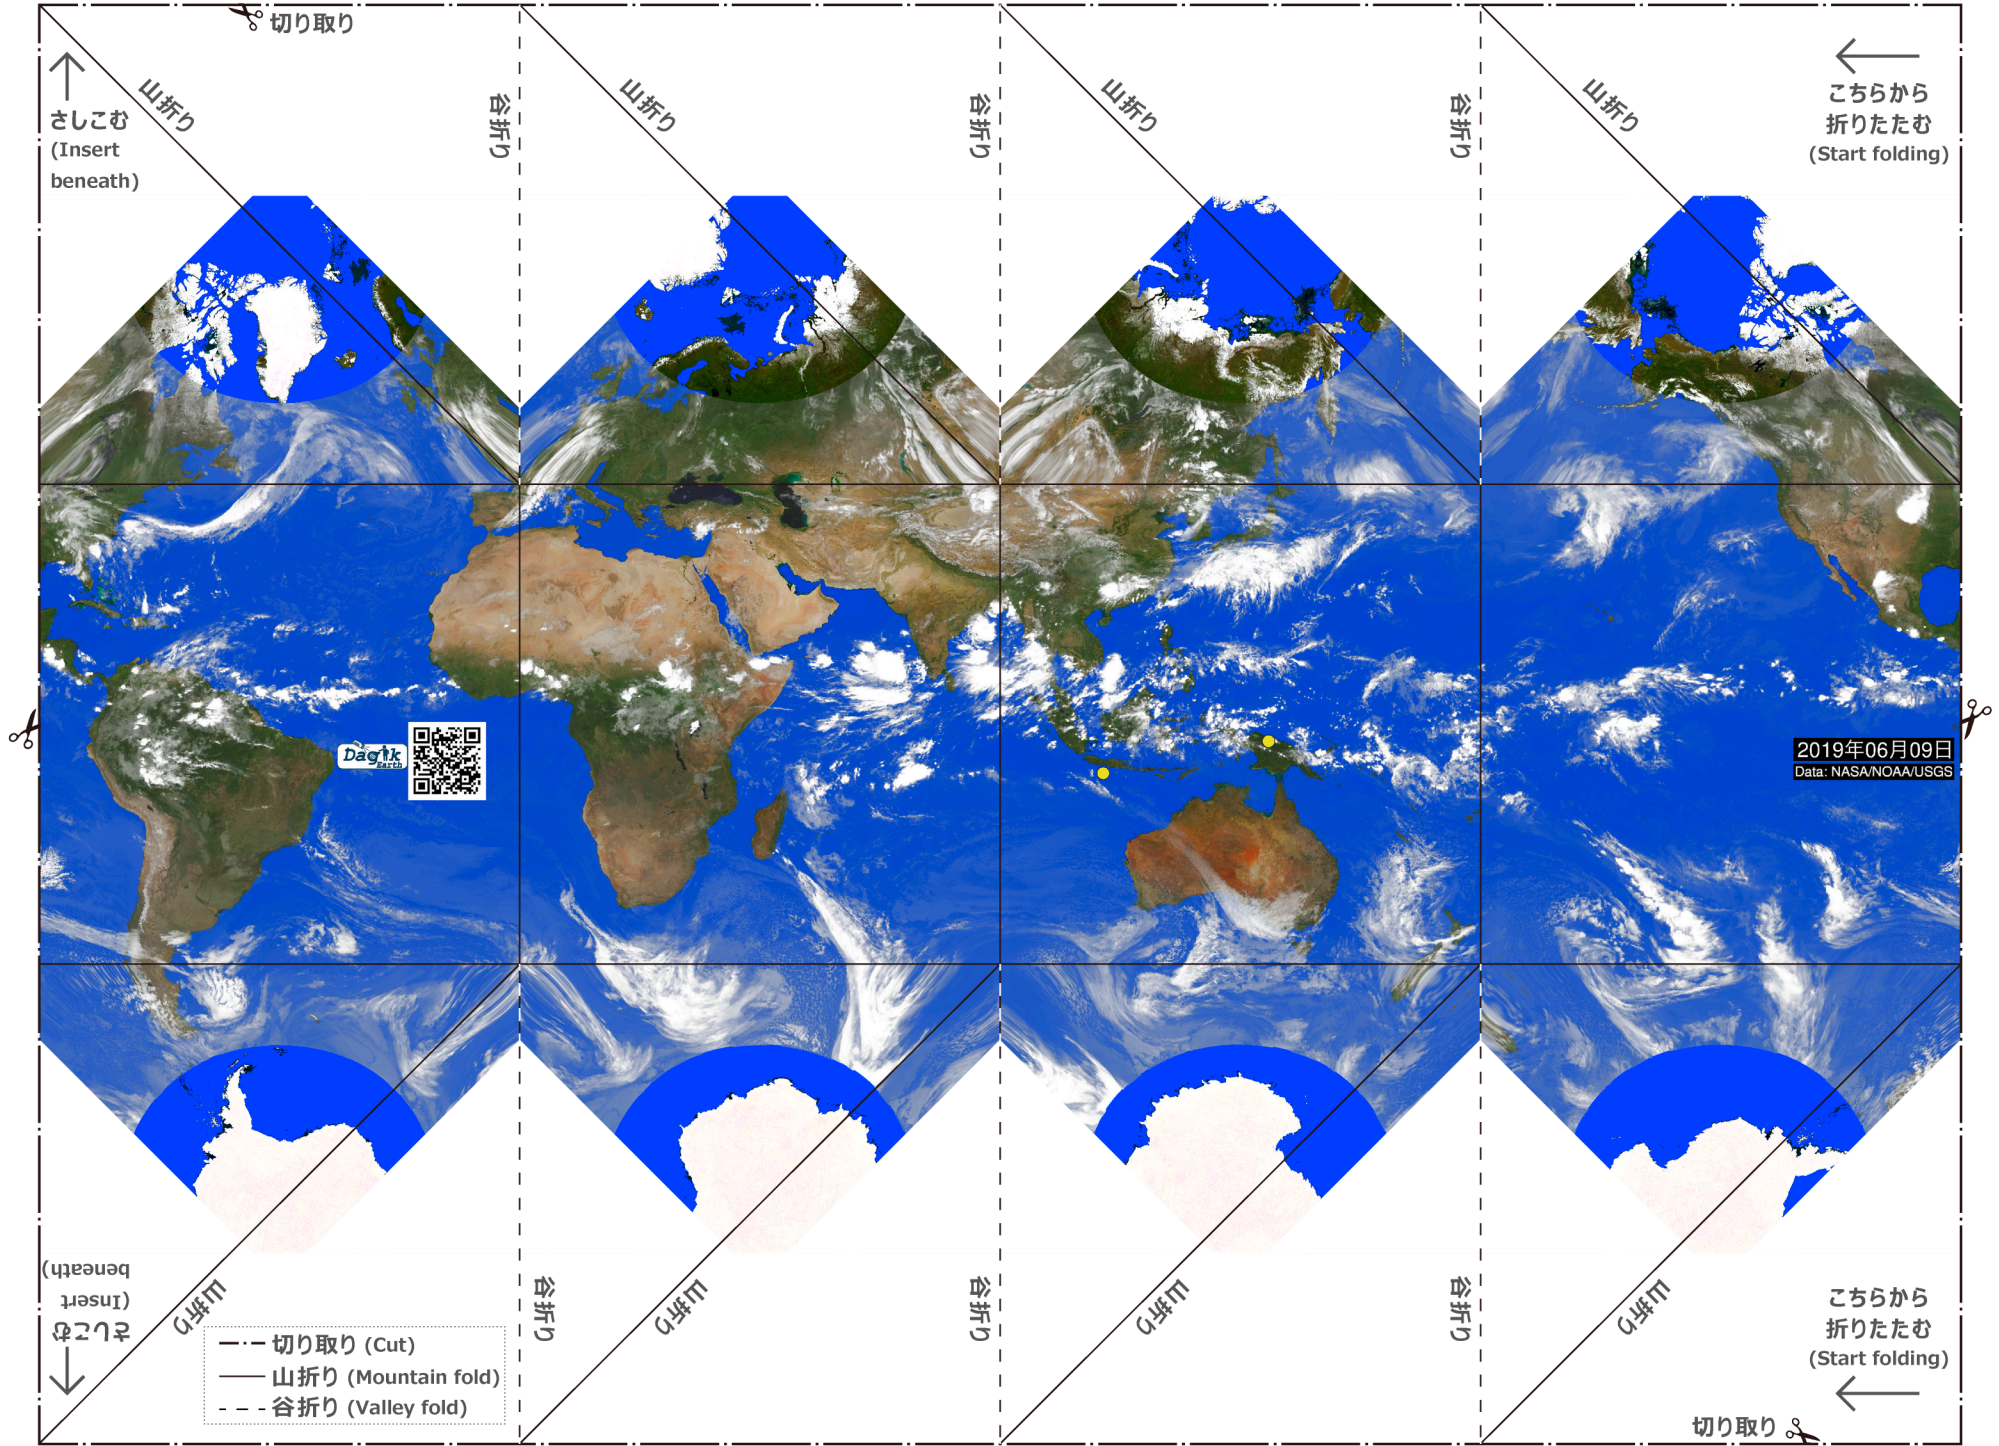 切り取り
さしこむ
(Insert
beneath)
山折り
谷折り
山折り
谷折り
山折り
谷折り
山折り
こちらから
折りたたむ
(Start folding)
Dagik
Earth
2019年06月09日
Data: NASA/NOAA/USGS
さしこむ
(Insert
beneath)
山折り
谷折り
山折り
谷折り
山折り
谷折り
山折り
こちらから
折りたたむ
(Start folding)
切り取り (Cut)
山折り (Mountain fold)
谷折り (Valley fold)
切り取り